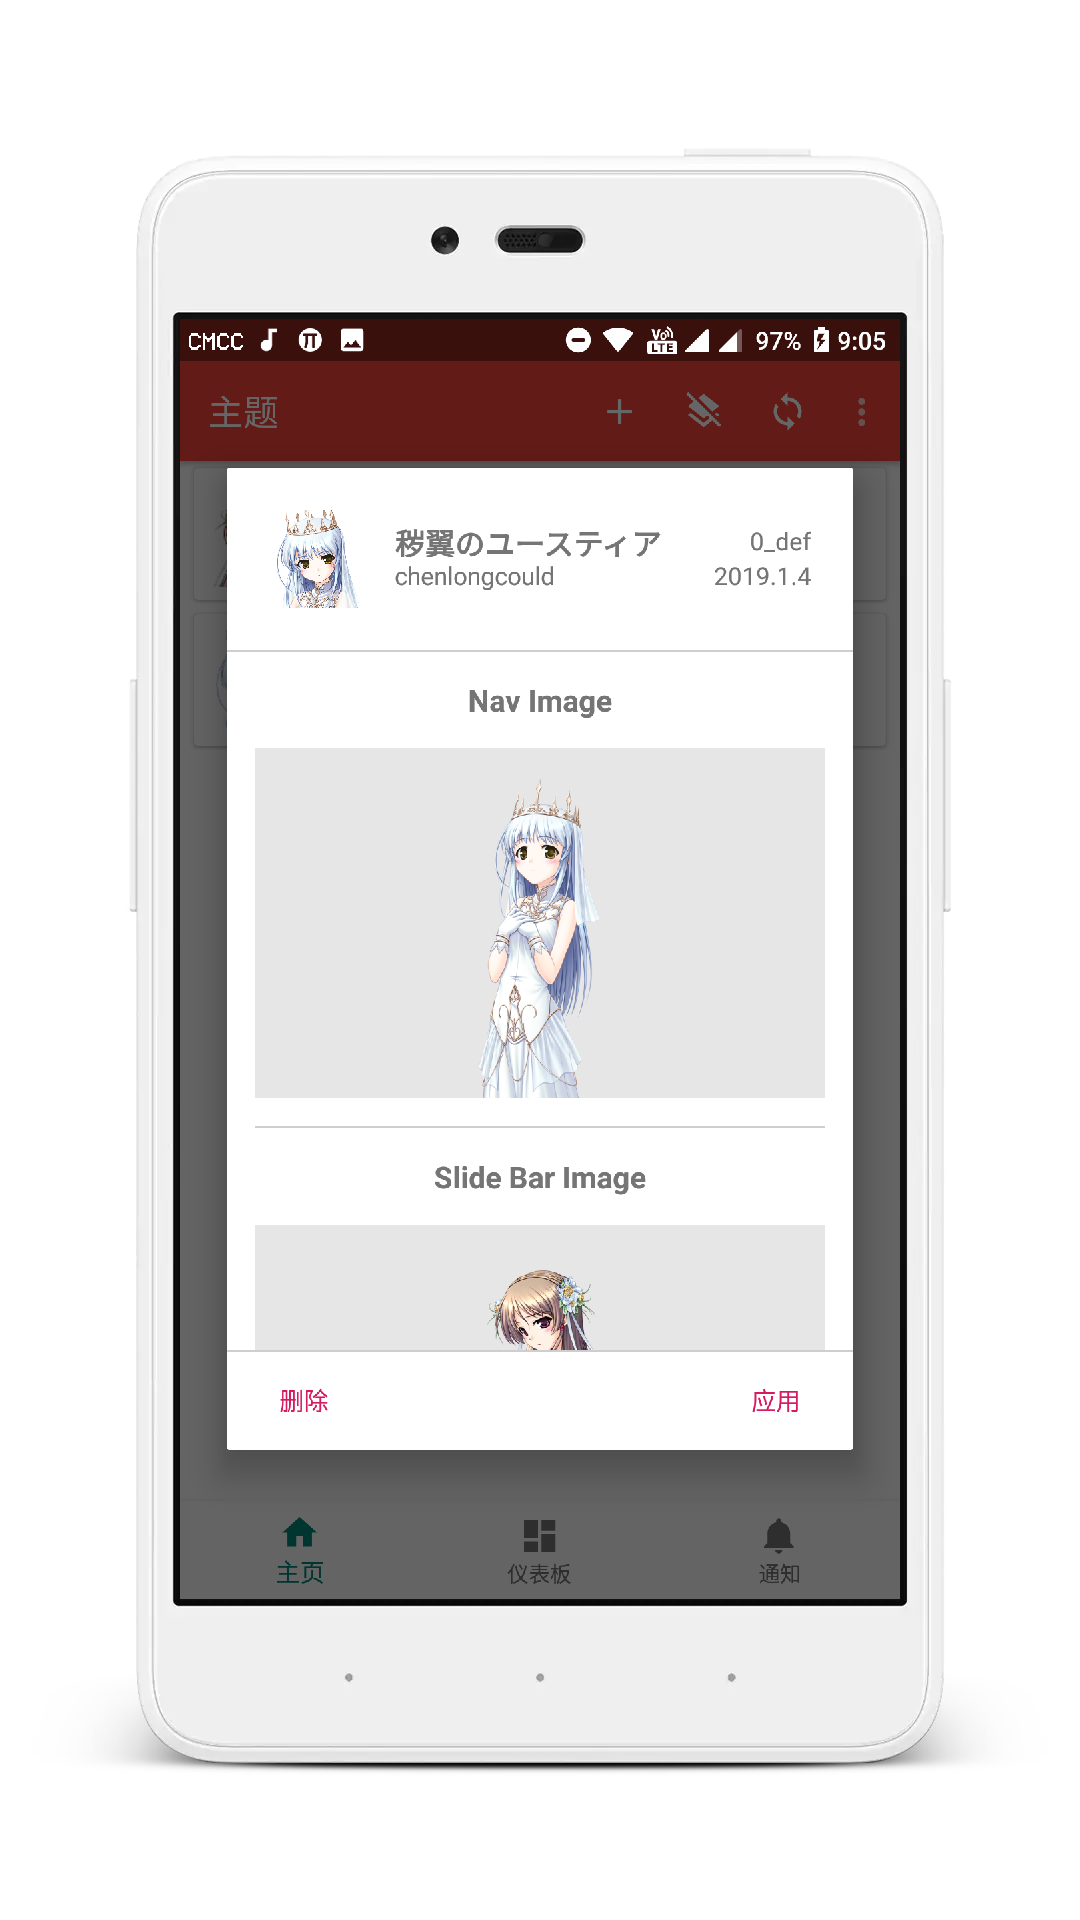 CMCC 97% 9:05
主题
秽翼のユースティア 0_def
chenlongcould 2019.1.4
Nav Image
Slide Bar Image
删除 应用
主页 仪表板 通知